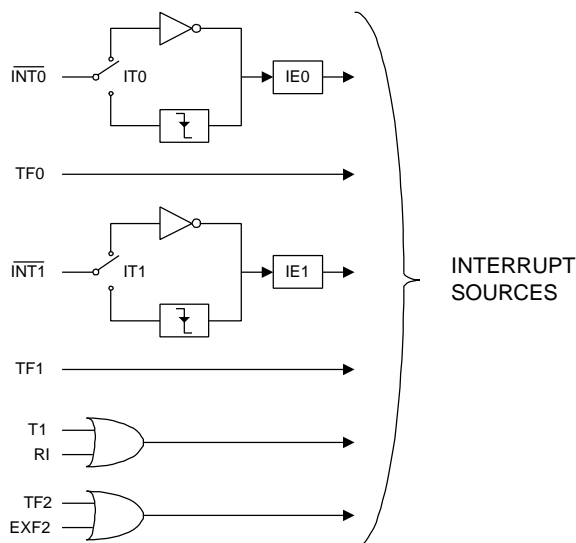 INT0
IT0
IE0
TF0
INT1
IT1
IE1
TF1
T1
RI
TF2
EXF2
INTERRUPT
SOURCES